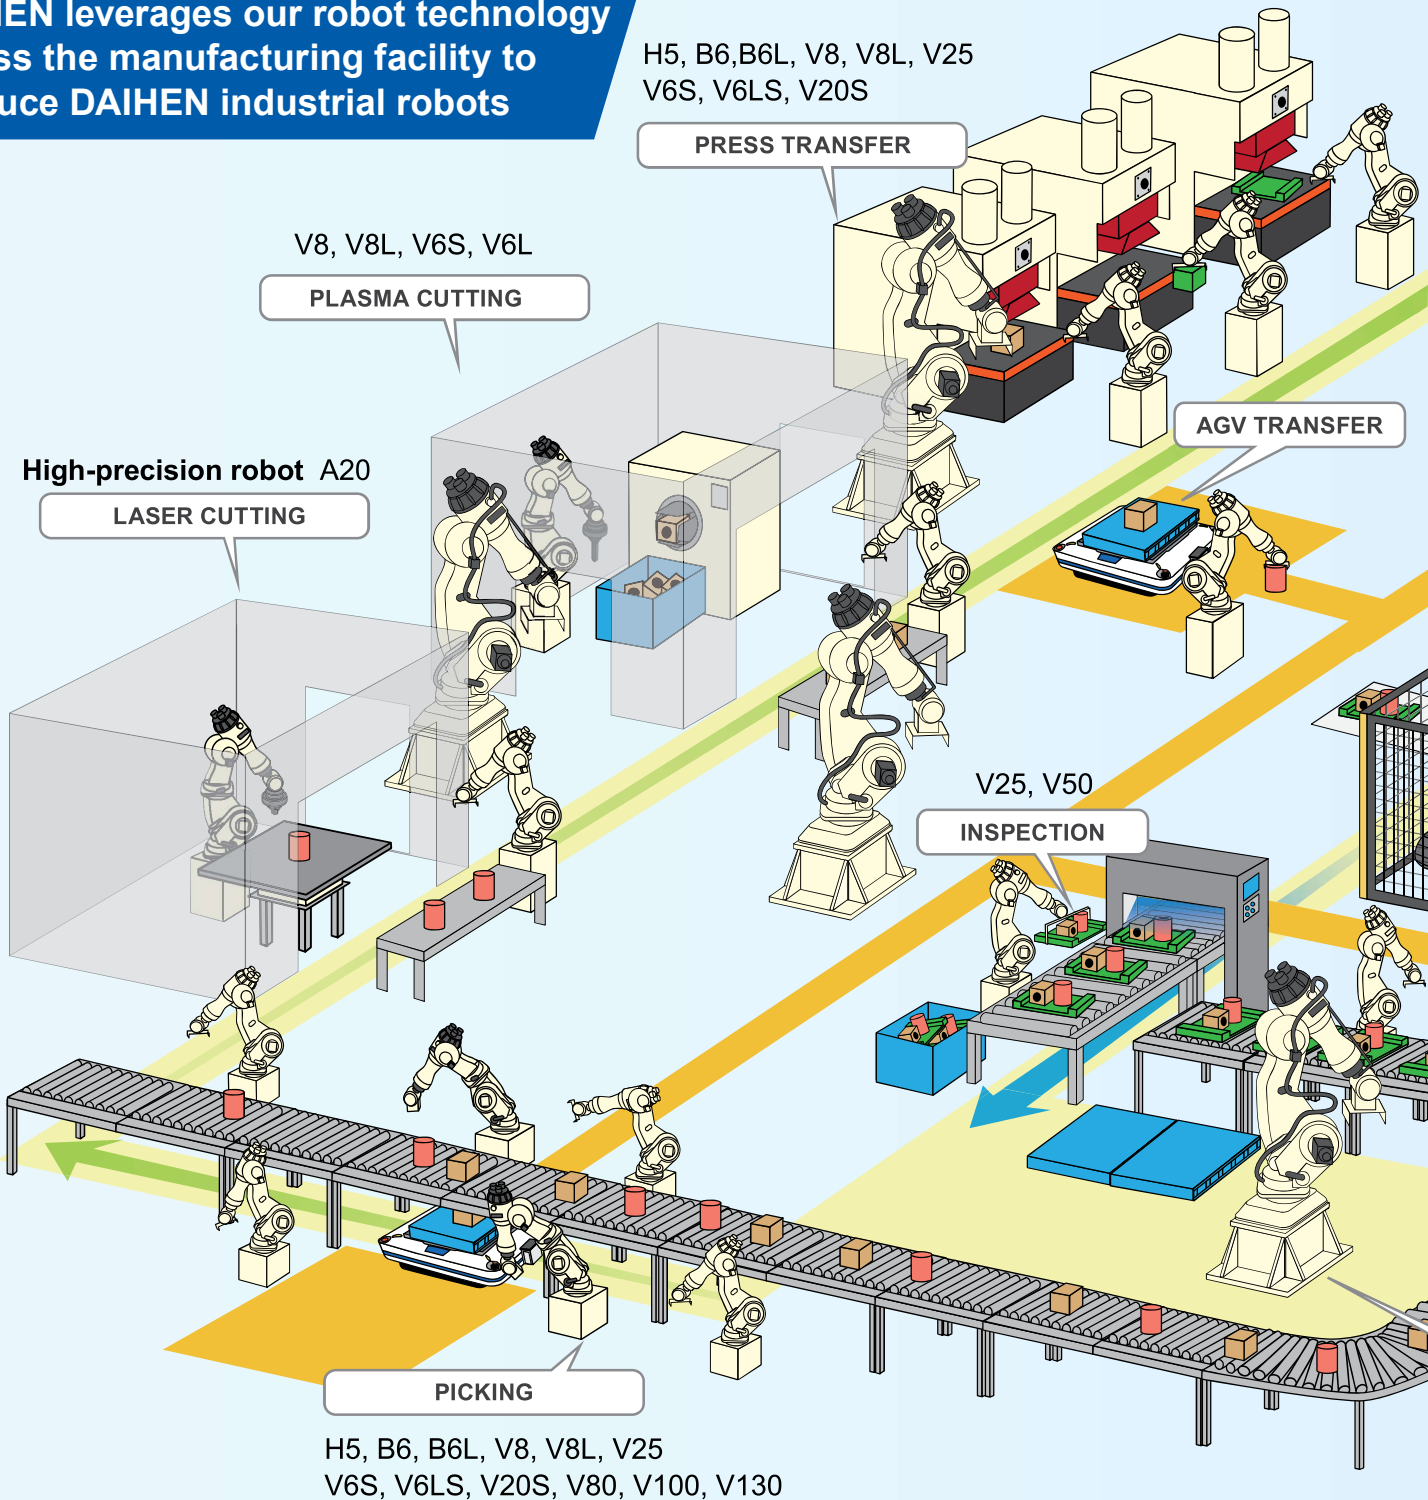 HEN leverages our robot technology
ss the manufacturing facility to
uce DAIHEN industrial robots
H5, B6,B6L, V8, V8L, V25
V6S, V6LS, V20S
PRESS TRANSFER
V8, V8L, V6S, V6L
PLASMA CUTTING
AGV TRANSFER
High-precision robot A20
LASER CUTTING
V25, V50
INSPECTION
PICKING
H5, B6, B6L, V8, V8L, V25
V6S, V6LS, V20S, V80, V100, V130